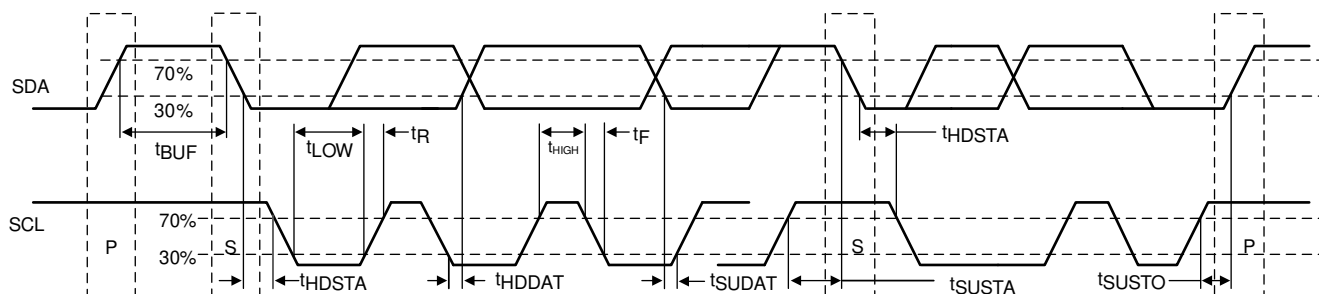 SDA
70%
30%
tBUF
tLOW
tR
tHIGH
tF
tHDSTA
SCL
70%
30%
P
S
tHDSTA
tHDDAT
tSUDAT
S
tSUSTA
tSUSTO
P